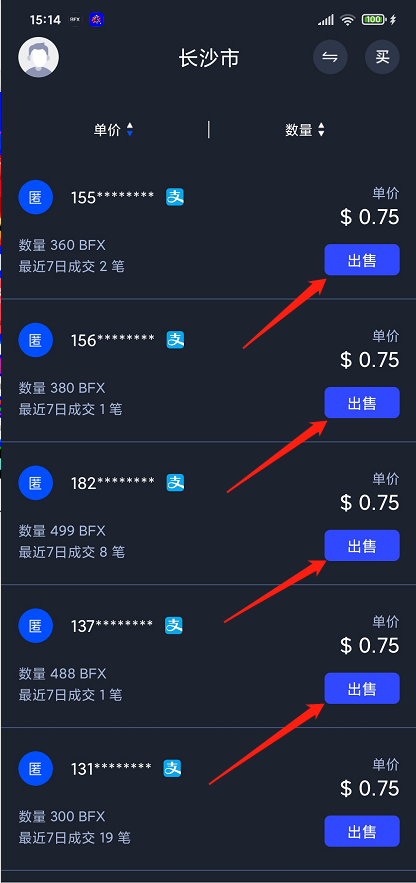 15:14 BFX 100
长沙市 买
单价 数量
匿 155******** 支 单价
$ 0.75
数量 360 BFX
出售
最近7日成交 2 笔
匿 156******** 支 单价
$ 0.75
数量 380 BFX
出售
最近7日成交 1 笔
匿 182******** 支 单价
$ 0.75
数量 499 BFX
出售
最近7日成交 8 笔
匿 137******** 支 单价
$ 0.75
数量 488 BFX
出售
最近7日成交 1 笔
匿 131******** 支 单价
$ 0.75
数量 300 BFX
出售
最近7日成交 19 笔